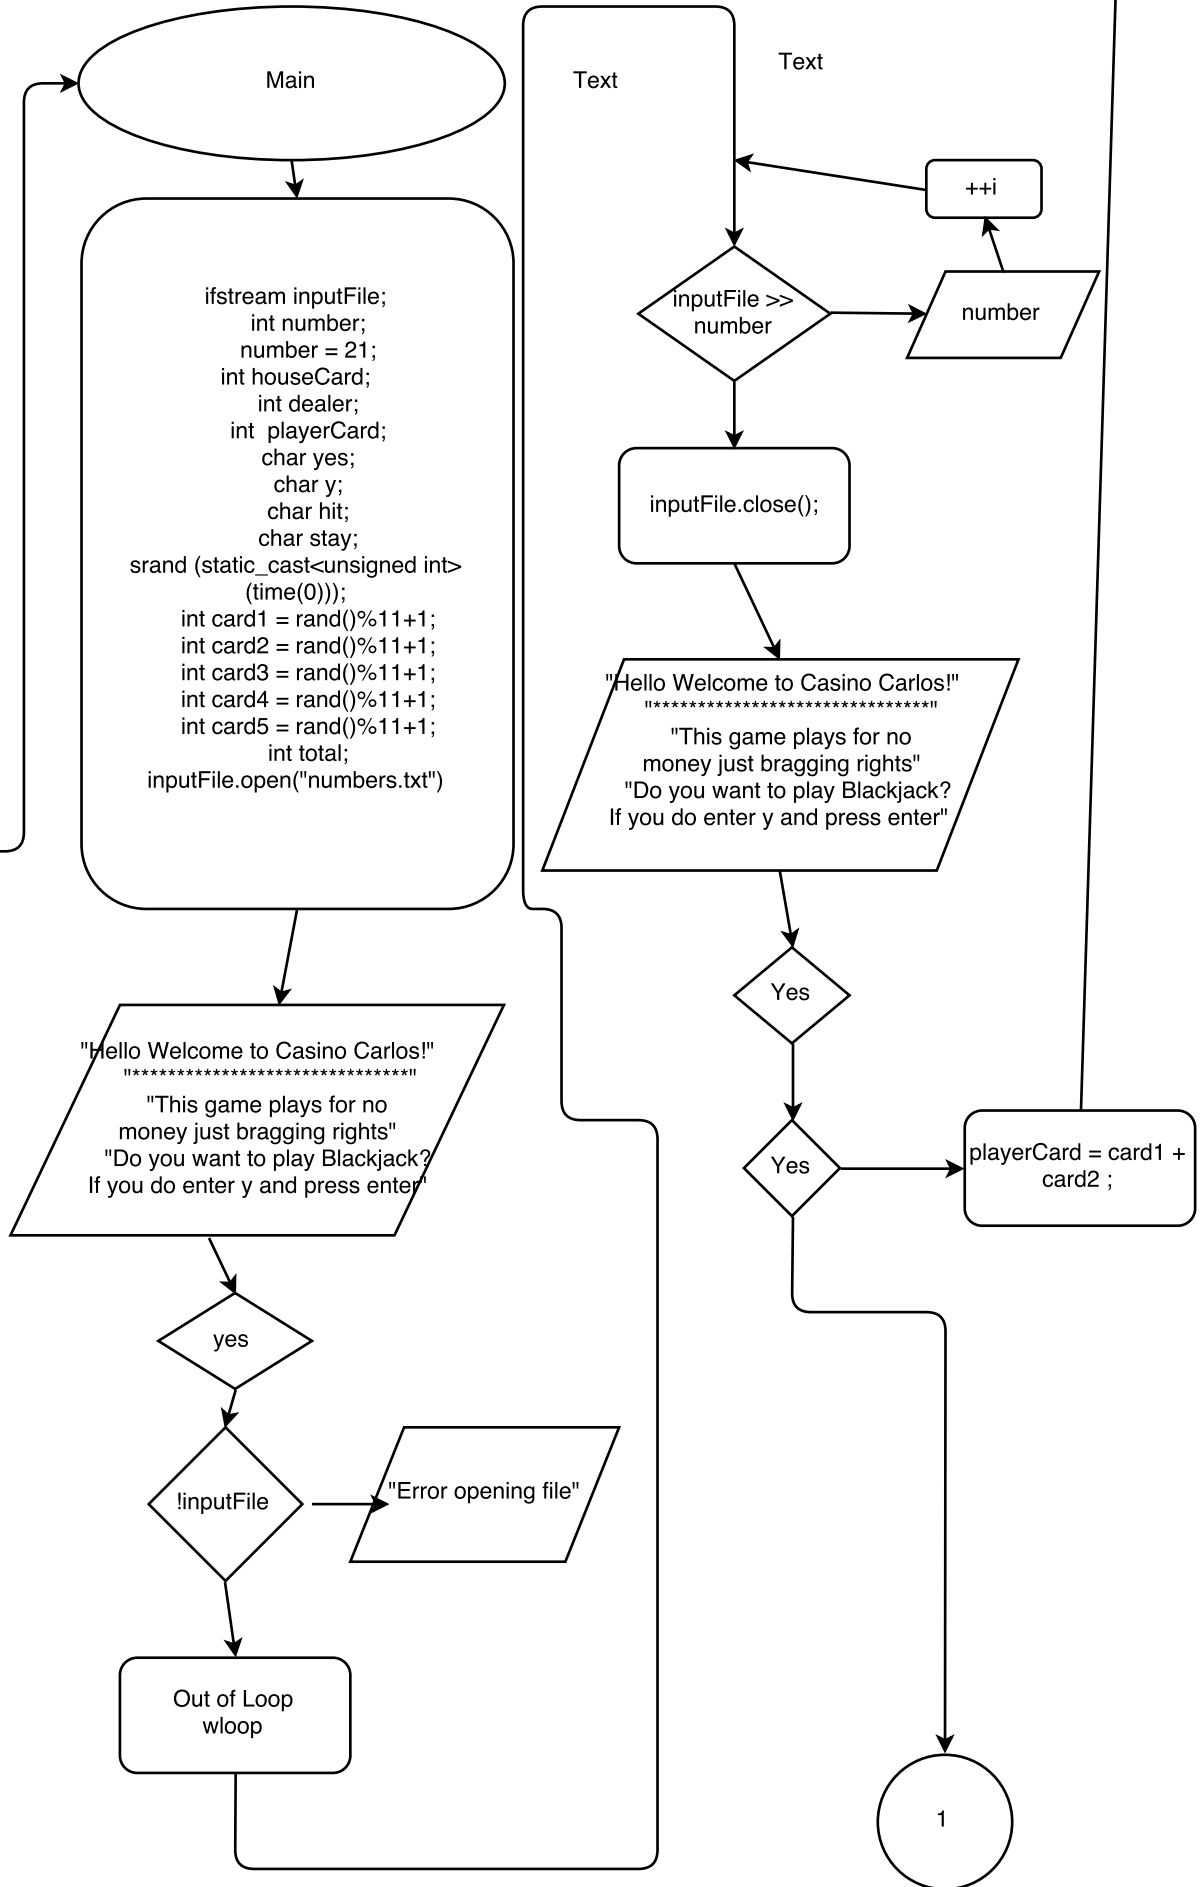 Main
ifstream inputFile;
int number;
number = 21;
int houseCard;
int dealer;
int  playerCard;
char yes;
char y;
char hit;
char stay;
srand (static_cast<unsigned int>
(time(0)));
int card1 = rand()%11+1;
int card2 = rand()%11+1;
int card3 = rand()%11+1;
int card4 = rand()%11+1;
int card5 = rand()%11+1;
int total;
inputFile.open("numbers.txt")
"Hello Welcome to Casino Carlos!"
"*******************************"
"This game plays for no
money just bragging rights"
"Do you want to play Blackjack?
If you do enter y and press enter"
yes
!inputFile
"Error opening file"
Out of Loop
wloop
Text
Text
++i
inputFile >>
number
number
inputFile.close();
"Hello Welcome to Casino Carlos!"
"*******************************"
"This game plays for no
money just bragging rights"
"Do you want to play Blackjack?
If you do enter y and press enter"
Yes
Yes
playerCard = card1 +
card2 ;
1